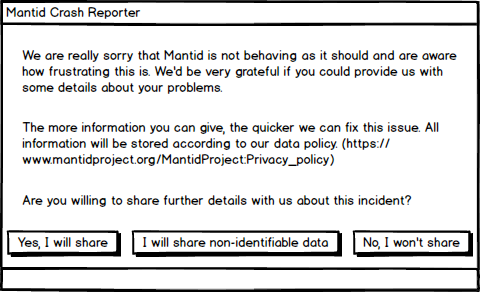 Mantid Crash Reporter
We are really sorry that Mantid is not behaving as it should and are aware
how frustrating this is. We'd be very grateful if you could provide us with
some details about your problems.
The more information you can give, the quicker we can fix this issue. All
information will be stored according to our data policy. (https://
www.mantidproject.org/MantidProject:Privacy_policy)
Are you willing to share further details with us about this incident?
Yes, I will share
I will share non-identifiable data
No, I won't share